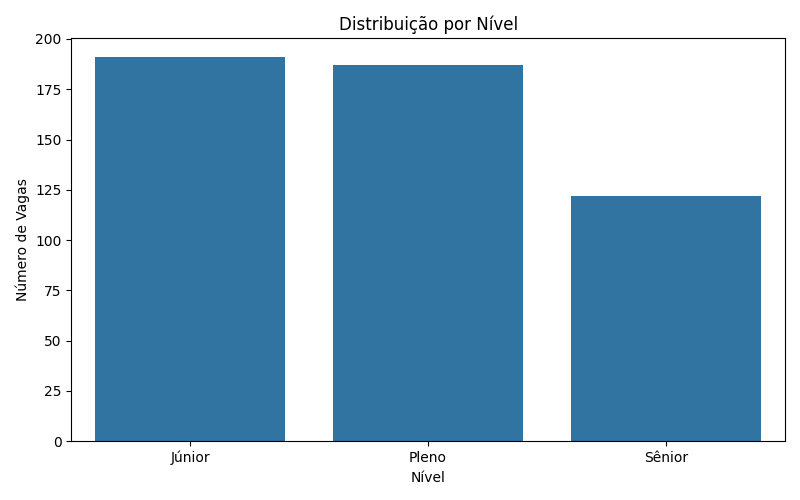 Distribuição por Nível
Número de Vagas
200
175
150
125
100
75
50
25
0
Júnior
Pleno
Sênior
Nível